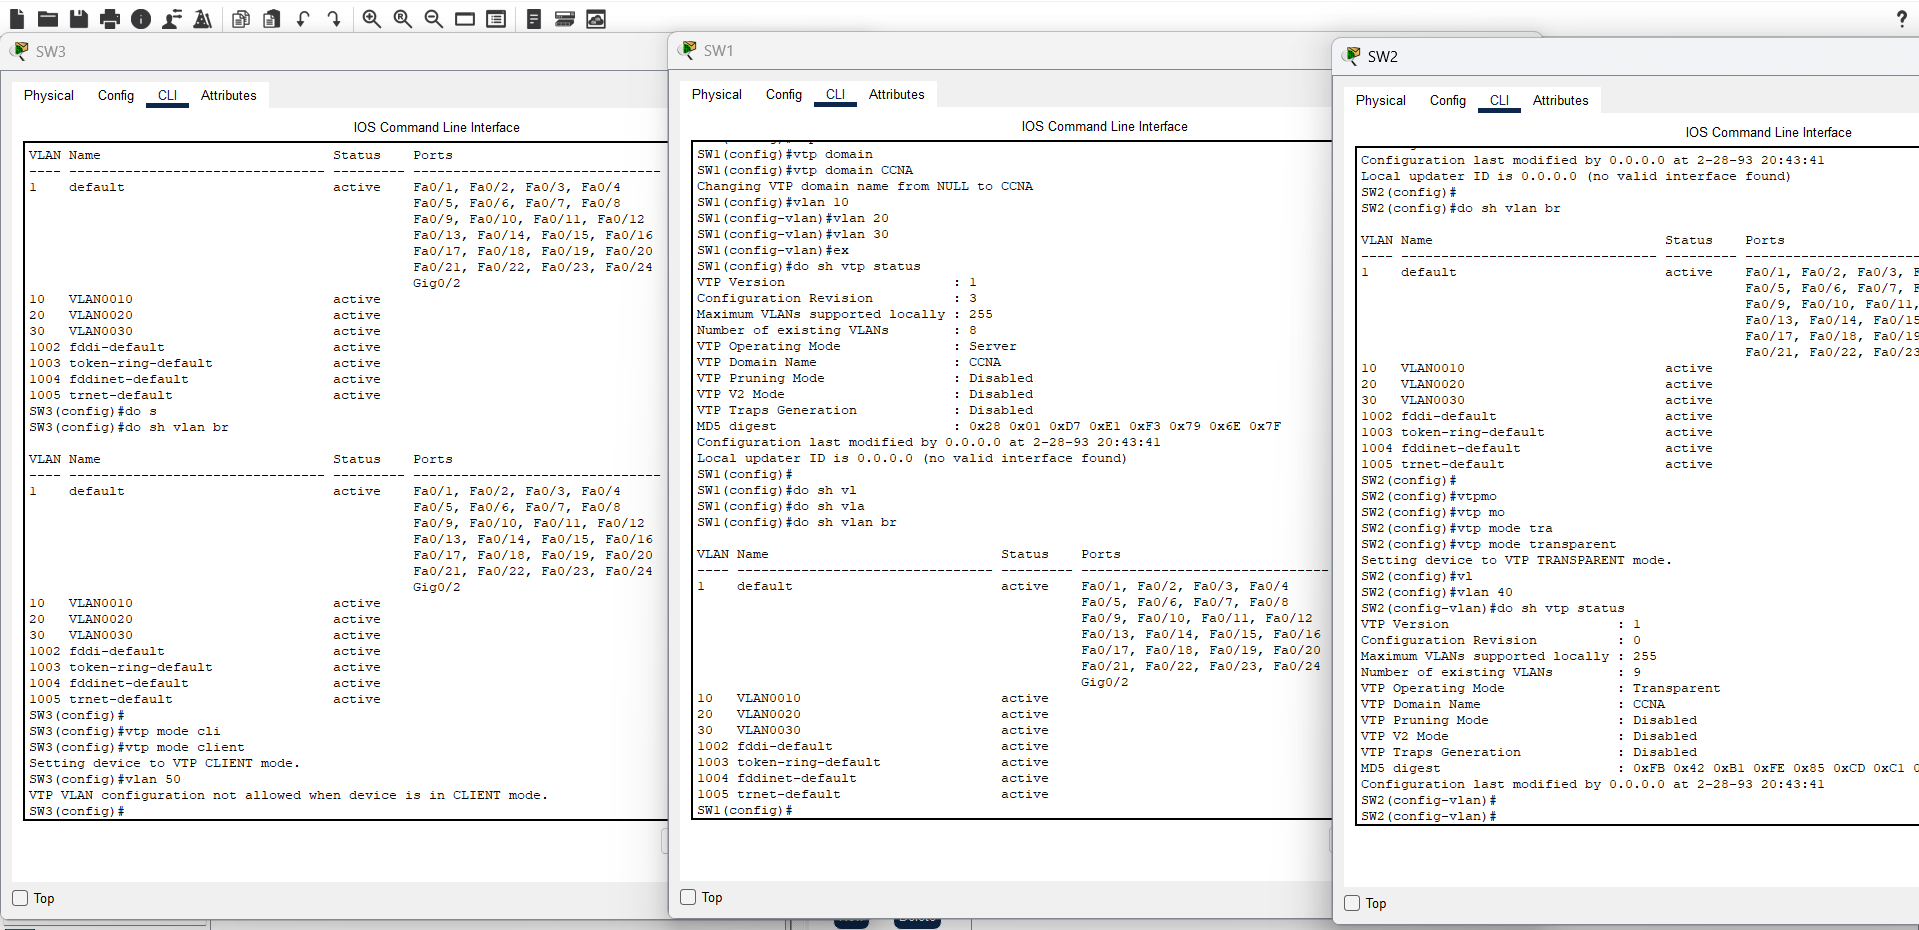 SW3
Physical Config CLI Attributes
IOS Command Line Interface
VLAN Name Status Ports
---- -------------------------------- --------- -------------------------------
1 default active Fa0/1, Fa0/2, Fa0/3, Fa0/4
Fa0/5, Fa0/6, Fa0/7, Fa0/8
Fa0/9, Fa0/10, Fa0/11, Fa0/12
Fa0/13, Fa0/14, Fa0/15, Fa0/16
Fa0/17, Fa0/18, Fa0/19, Fa0/20
Fa0/21, Fa0/22, Fa0/23, Fa0/24
Gig0/2
10 VLAN0010 active
20 VLAN0020 active
30 VLAN0030 active
1002 fddi-default active
1003 token-ring-default active
1004 fddinet-default active
1005 trnet-default active
SW3(config)#do s
SW3(config)#do sh vlan br
VLAN Name Status Ports
---- -------------------------------- --------- -------------------------------
1 default active Fa0/1, Fa0/2, Fa0/3, Fa0/4
Fa0/5, Fa0/6, Fa0/7, Fa0/8
Fa0/9, Fa0/10, Fa0/11, Fa0/12
Fa0/13, Fa0/14, Fa0/15, Fa0/16
Fa0/17, Fa0/18, Fa0/19, Fa0/20
Fa0/21, Fa0/22, Fa0/23, Fa0/24
Gig0/2
10 VLAN0010 active
20 VLAN0020 active
30 VLAN0030 active
1002 fddi-default active
1003 token-ring-default active
1004 fddinet-default active
1005 trnet-default active
SW3(config)#
SW3(config)#vtp mode cli
SW3(config)#vtp mode client
Setting device to VTP CLIENT mode.
SW3(config)#vlan 50
VTP VLAN configuration not allowed when device is in CLIENT mode.
SW3(config)#
Top
SW1
Physical Config CLI Attributes
IOS Command Line Interface
SW1(config)#vtp domain
SW1(config)#vtp domain CCNA
Changing VTP domain name from NULL to CCNA
SW1(config)#vlan 10
SW1(config-vlan)#vlan 20
SW1(config-vlan)#vlan 30
SW1(config-vlan)#ex
SW1(config)#do sh vtp status
VTP Version : 1
Configuration Revision : 3
Maximum VLANs supported locally : 255
Number of existing VLANs : 8
VTP Operating Mode : Server
VTP Domain Name : CCNA
VTP Pruning Mode : Disabled
VTP V2 Mode : Disabled
VTP Traps Generation : Disabled
MD5 digest : 0x28 0x01 0xD7 0xE1 0xF3 0x79 0x6E 0x7F
Configuration last modified by 0.0.0.0 at 2-28-93 20:43:41
Local updater ID is 0.0.0.0 (no valid interface found)
SW1(config)#
SW1(config)#do sh vl
SW1(config)#do sh vla
SW1(config)#do sh vlan br
VLAN Name Status Ports
---- -------------------------------- --------- -------------------------------
1 default active Fa0/1, Fa0/2, Fa0/3, Fa0/4
Fa0/5, Fa0/6, Fa0/7, Fa0/8
Fa0/9, Fa0/10, Fa0/11, Fa0/12
Fa0/13, Fa0/14, Fa0/15, Fa0/16
Fa0/17, Fa0/18, Fa0/19, Fa0/20
Fa0/21, Fa0/22, Fa0/23, Fa0/24
Gig0/2
10 VLAN0010 active
20 VLAN0020 active
30 VLAN0030 active
1002 fddi-default active
1003 token-ring-default active
1004 fddinet-default active
1005 trnet-default active
SW1(config)#
Top
SW2
Physical Config CLI Attributes
IOS Command Line Interface
Configuration last modified by 0.0.0.0 at 2-28-93 20:43:41
Local updater ID is 0.0.0.0 (no valid interface found)
SW2(config)#
SW2(config)#do sh vlan br
VLAN Name Status Ports
---- -------------------------------- --------- ----------------------
1 default active Fa0/1, Fa0/2, Fa0/3, F
Fa0/5, Fa0/6, Fa0/7, F
Fa0/9, Fa0/10, Fa0/11,
Fa0/13, Fa0/14, Fa0/15
Fa0/17, Fa0/18, Fa0/19
Fa0/21, Fa0/22, Fa0/23
10 VLAN0010 active
20 VLAN0020 active
30 VLAN0030 active
1002 fddi-default active
1003 token-ring-default active
1004 fddinet-default active
1005 trnet-default active
SW2(config)#
SW2(config)#vtpmo
SW2(config)#vtp mo
SW2(config)#vtp mode tra
SW2(config)#vtp mode transparent
Setting device to VTP TRANSPARENT mode.
SW2(config)#vl
SW2(config)#vlan 40
SW2(config-vlan)#do sh vtp status
VTP Version : 1
Configuration Revision : 0
Maximum VLANs supported locally : 255
Number of existing VLANs : 9
VTP Operating Mode : Transparent
VTP Domain Name : CCNA
VTP Pruning Mode : Disabled
VTP V2 Mode : Disabled
VTP Traps Generation : Disabled
MD5 digest : 0xFB 0x42 0xB1 0xFE 0x85 0xCD 0xC1 0
Configuration last modified by 0.0.0.0 at 2-28-93 20:43:41
SW2(config-vlan)#
SW2(config-vlan)#
Top